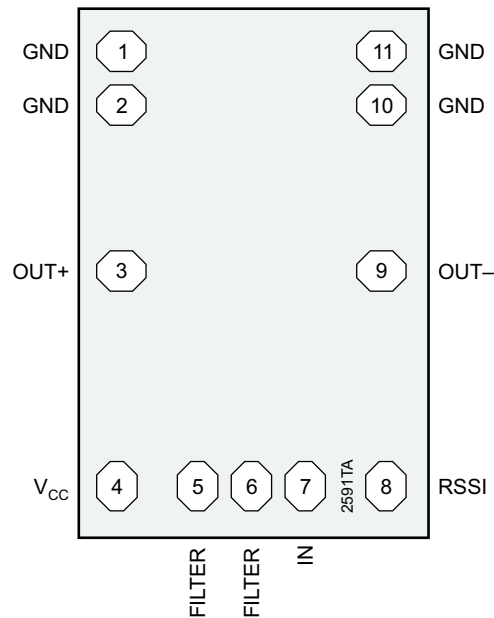 GND 1 11 GND
GND 2 10 GND
OUT+ 3 9 OUT–
VCC 4 5 6 7 2591TA 8 RSSI
FILTER FILTER IN